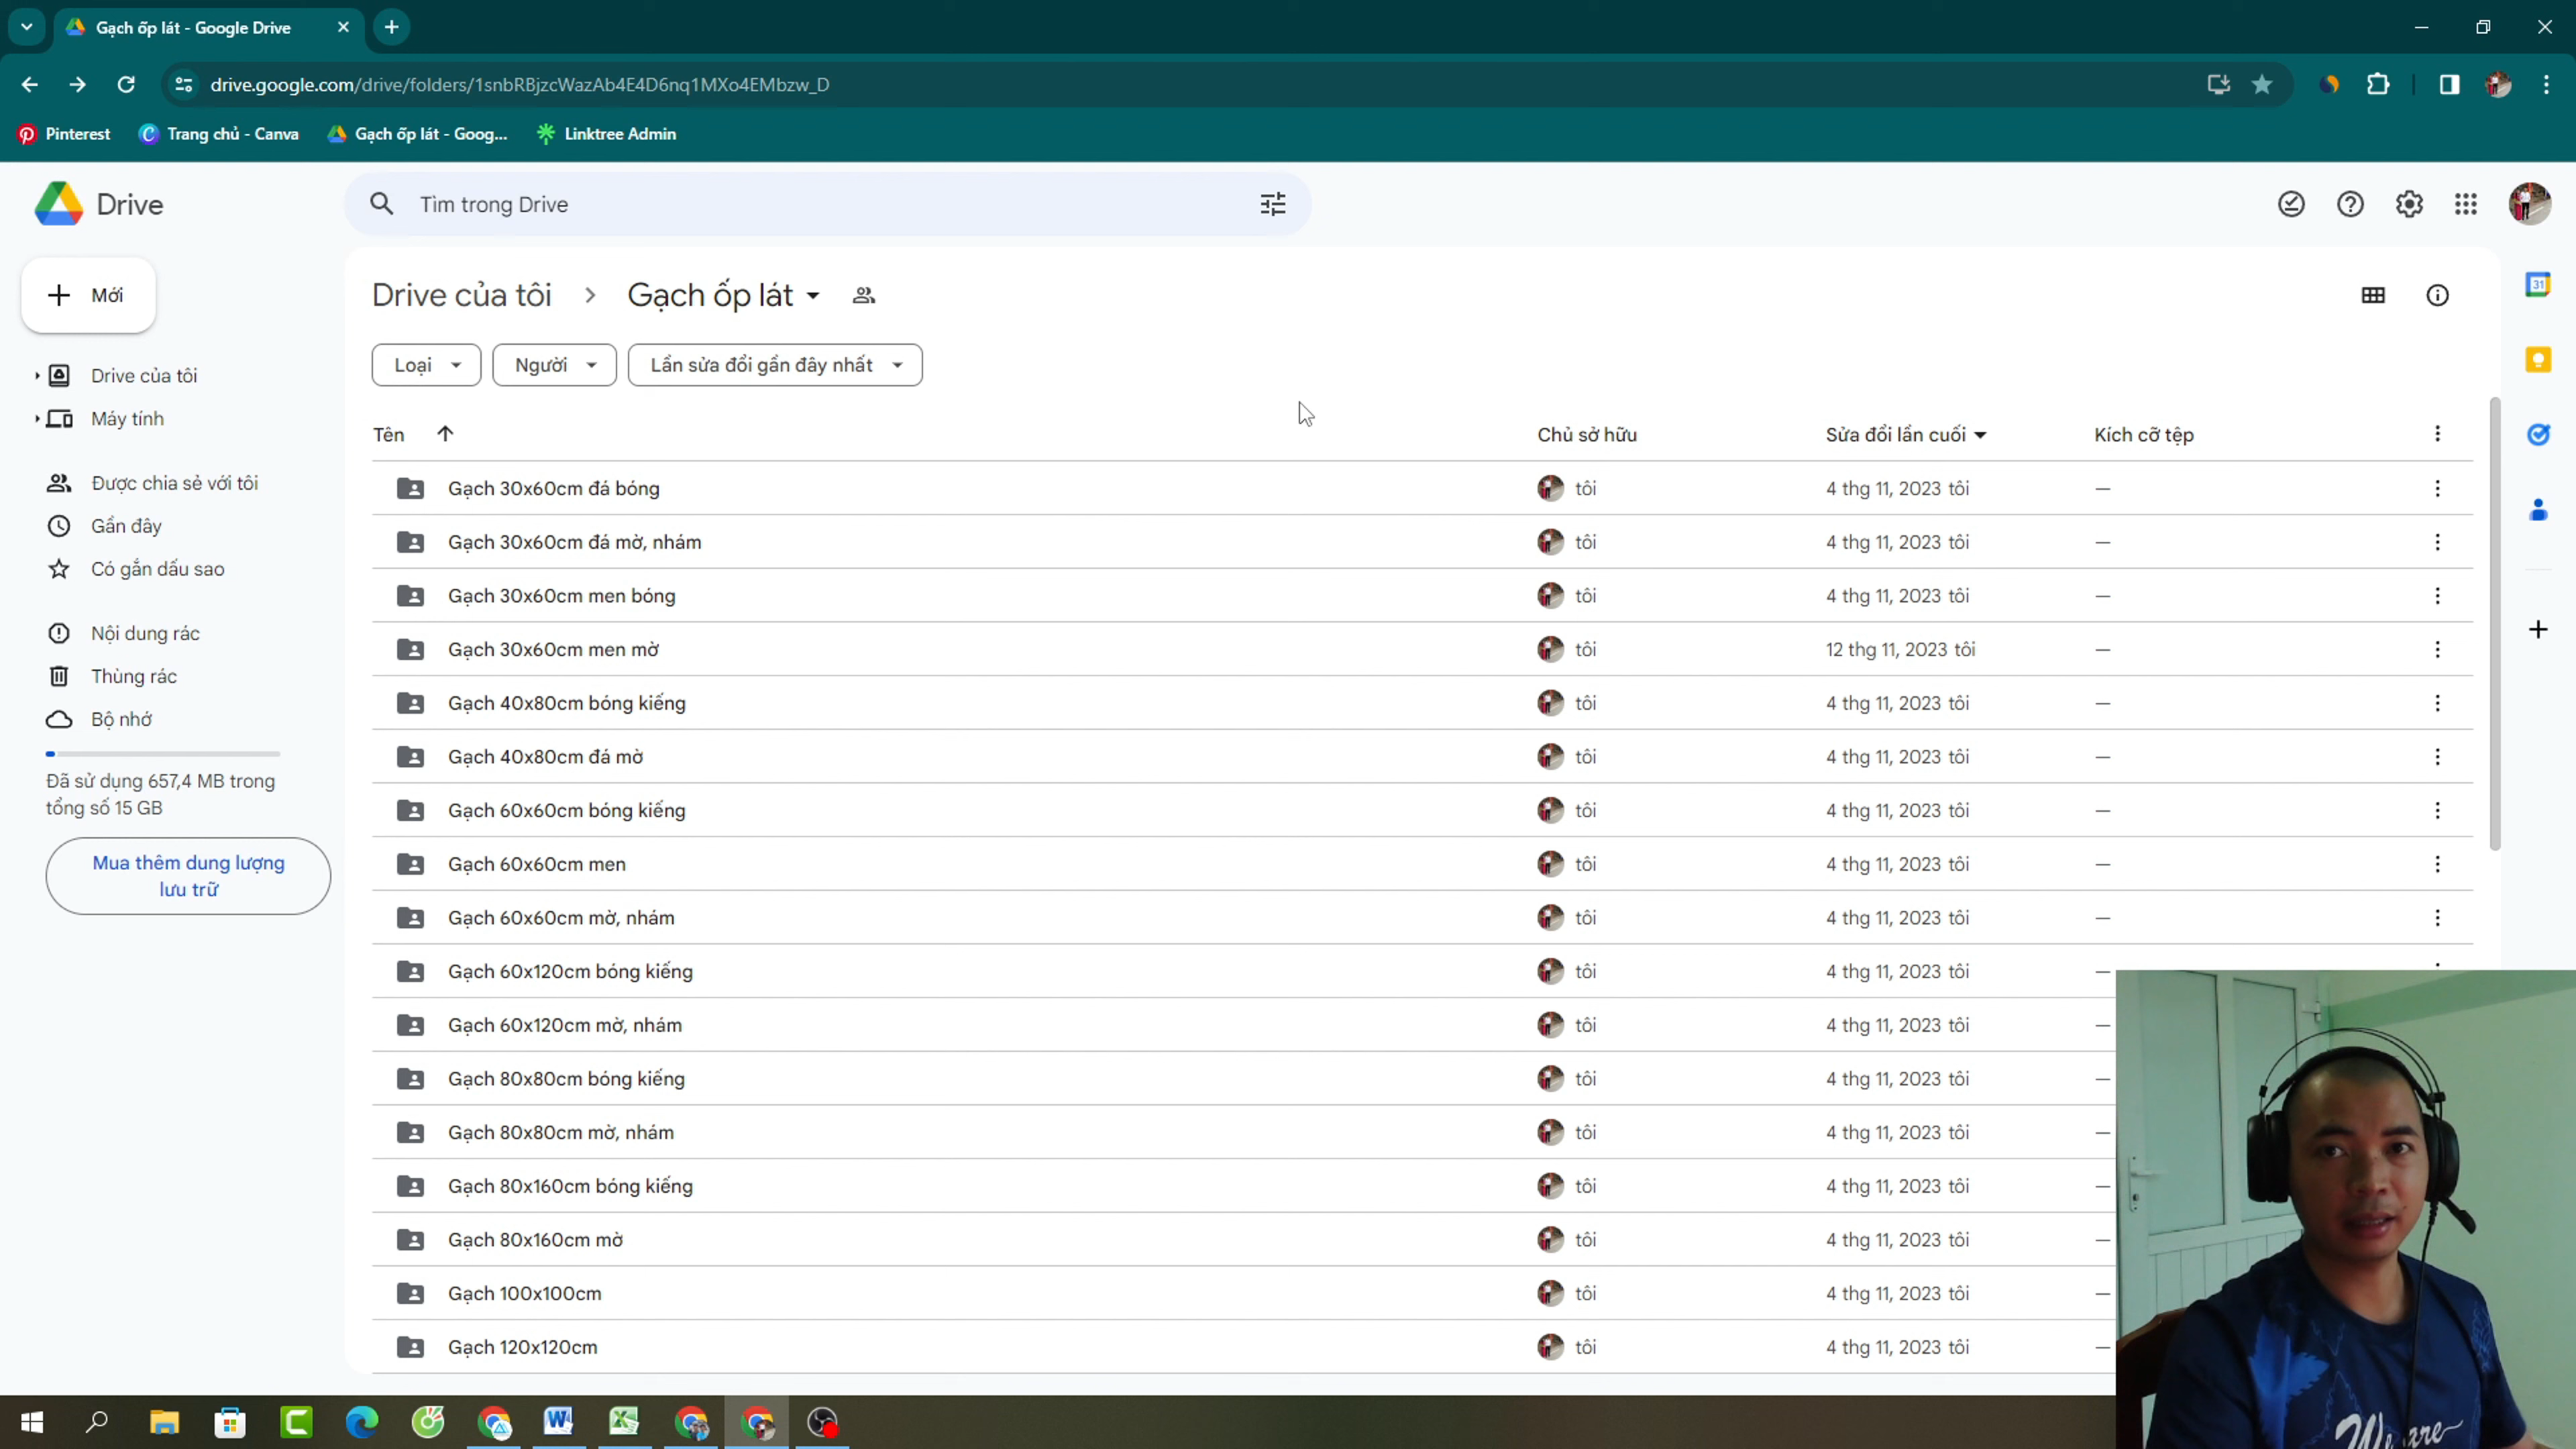 Gạch ốp lát - Google Drive
drive.google.com/drive/folders/1snbRBjzcWazAb4E4D6nq1MXo4EMbzw_D
Pinterest
Trang chủ - Canva
Gạch ốp lát - Goog...
Linktree Admin
Drive
Tìm trong Drive
Mới
Drive của tôi
Máy tính
Được chia sẻ với tôi
Gần đây
Có gắn dấu sao
Nội dung rác
Thùng rác
Bộ nhớ
Đã sử dụng 657,4 MB trong
tổng số 15 GB
Mua thêm dung lượng
lưu trữ
Drive của tôi > Gạch ốp lát
Loại
Người
Lần sửa đổi gần đây nhất
Tên
Chủ sở hữu
Sửa đổi lần cuối
Kích cỡ tệp
Gạch 30x60cm đá bóng tôi 4 thg 11, 2023 tôi —
Gạch 30x60cm đá mờ, nhám tôi 4 thg 11, 2023 tôi —
Gạch 30x60cm men bóng tôi 4 thg 11, 2023 tôi —
Gạch 30x60cm men mờ tôi 12 thg 11, 2023 tôi —
Gạch 40x80cm bóng kiếng tôi 4 thg 11, 2023 tôi —
Gạch 40x80cm đá mờ tôi 4 thg 11, 2023 tôi —
Gạch 60x60cm bóng kiếng tôi 4 thg 11, 2023 tôi —
Gạch 60x60cm men tôi 4 thg 11, 2023 tôi —
Gạch 60x60cm mờ, nhám tôi 4 thg 11, 2023 tôi —
Gạch 60x120cm bóng kiếng tôi 4 thg 11, 2023 tôi —
Gạch 60x120cm mờ, nhám tôi 4 thg 11, 2023 tôi —
Gạch 80x80cm bóng kiếng tôi 4 thg 11, 2023 tôi —
Gạch 80x80cm mờ, nhám tôi 4 thg 11, 2023 tôi —
Gạch 80x160cm bóng kiếng tôi 4 thg 11, 2023 tôi —
Gạch 80x160cm mờ tôi 4 thg 11, 2023 tôi —
Gạch 100x100cm tôi 4 thg 11, 2023 tôi —
Gạch 120x120cm tôi 4 thg 11, 2023 tôi —
31